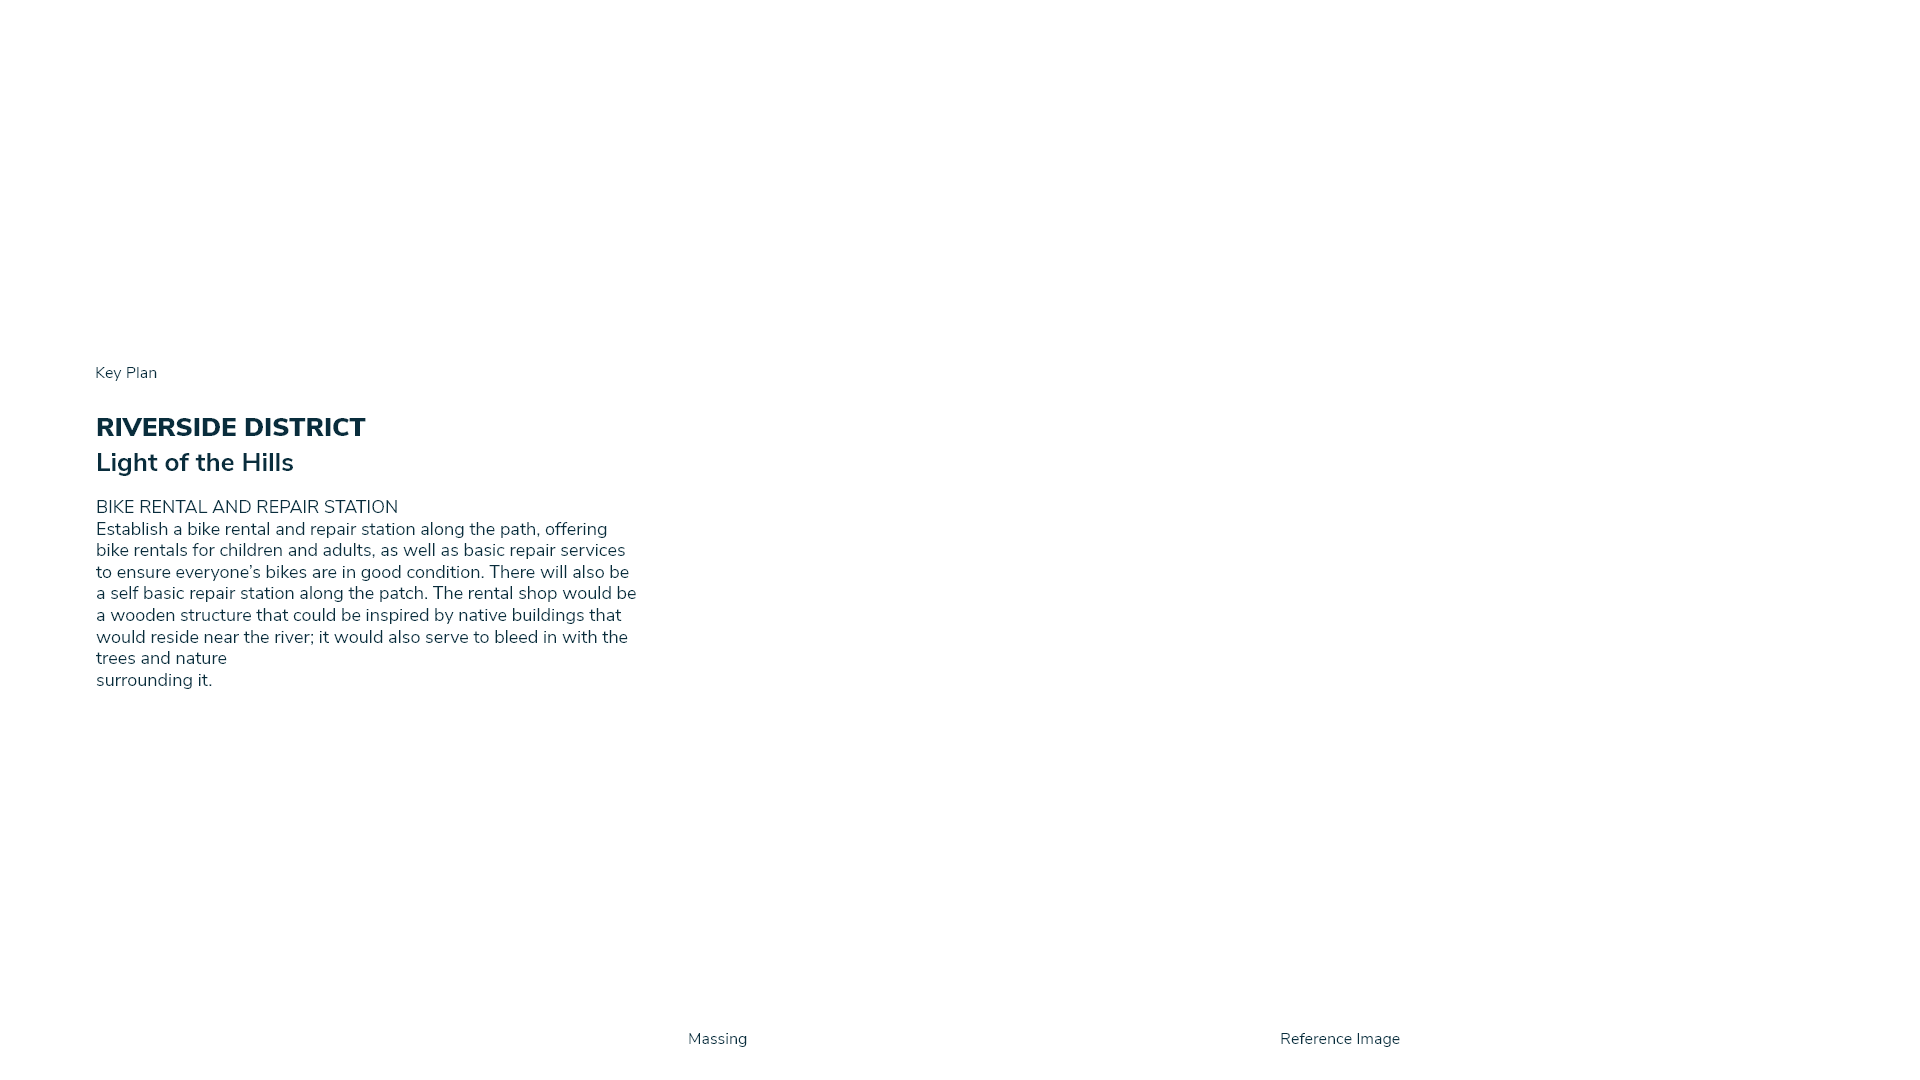 Key Plan
RIVERSIDE DISTRICT
Light of the Hills
BIKE RENTAL AND REPAIR STATION
Establish a bike rental and repair station along the path, offering
bike rentals for children and adults, as well as basic repair services
to ensure everyone’s bikes are in good condition. There will also be
a self basic repair station along the patch. The rental shop would be
a wooden structure that could be inspired by native buildings that
would reside near the river; it would also serve to bleed in with the
trees and nature
surrounding it.
Massing
Reference Image